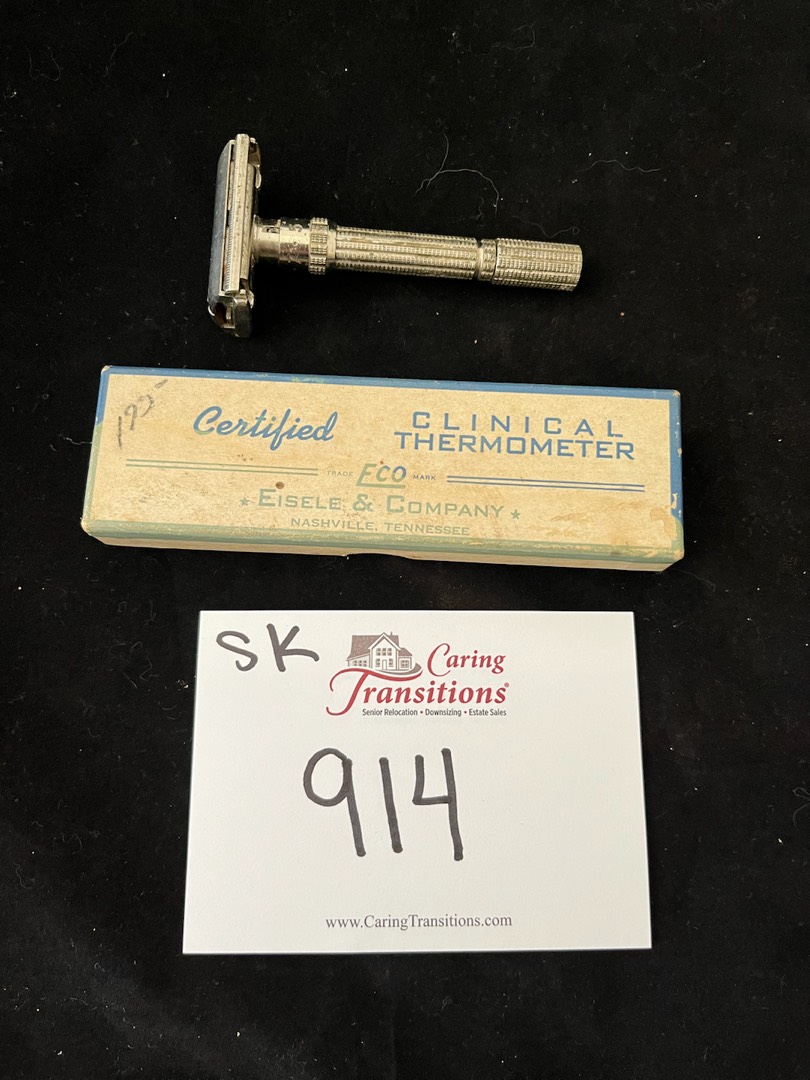 195-
Certified CLINICAL
THERMOMETER
TRADE ECO MARK
★ EISELE & COMPANY ★
NASHVILLE, TENNESSEE
SK
Caring
Transitions®
Senior Relocation • Downsizing • Estate Sales
914
www.CaringTransitions.com